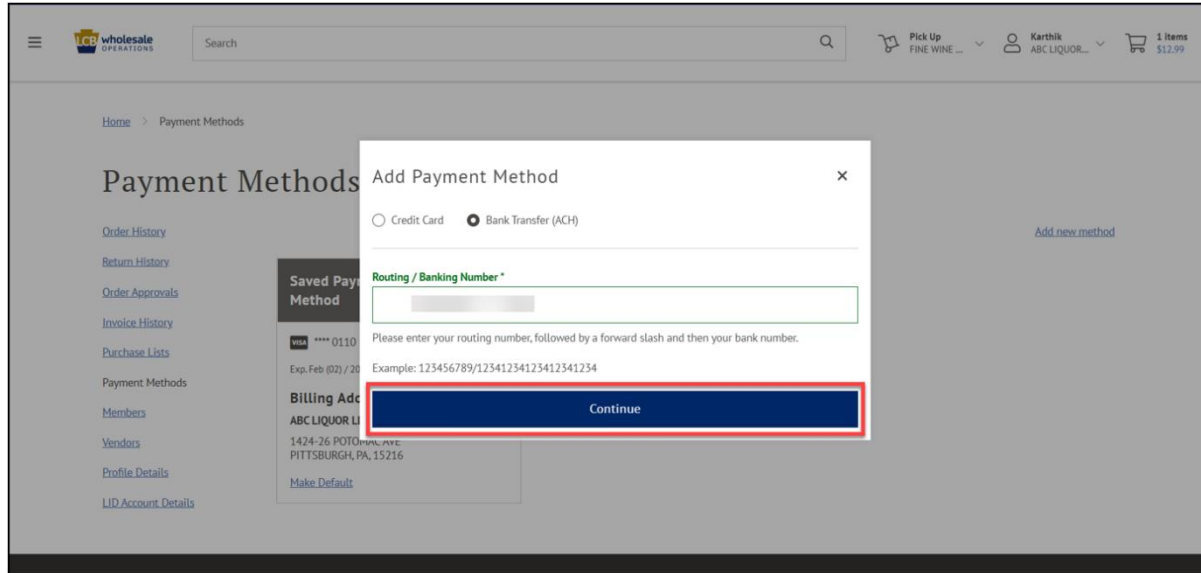 LCB wholesale
OPERATIONS
Search
Pick Up
FINE WINE ...
Karthik
ABC LIQUOR...
1 items
$12.99
Home > Payment Methods
Payment Methods
Order History
Return History
Order Approvals
Invoice History
Purchase Lists
Payment Methods
Members
Vendors
Profile Details
LID Account Details
Add new method
Saved Payr
Method
VISA **** 0110
Exp. Feb (02) / 20
Billing Adc
ABC LIQUOR LI
1424-26 POTOMAC AVE
PITTSBURGH, PA, 15216
Make Default
Add Payment Method
Credit Card Bank Transfer (ACH)
Routing / Banking Number *
Please enter your routing number, followed by a forward slash and then your bank number.
Example: 123456789/12341234123412341234
Continue